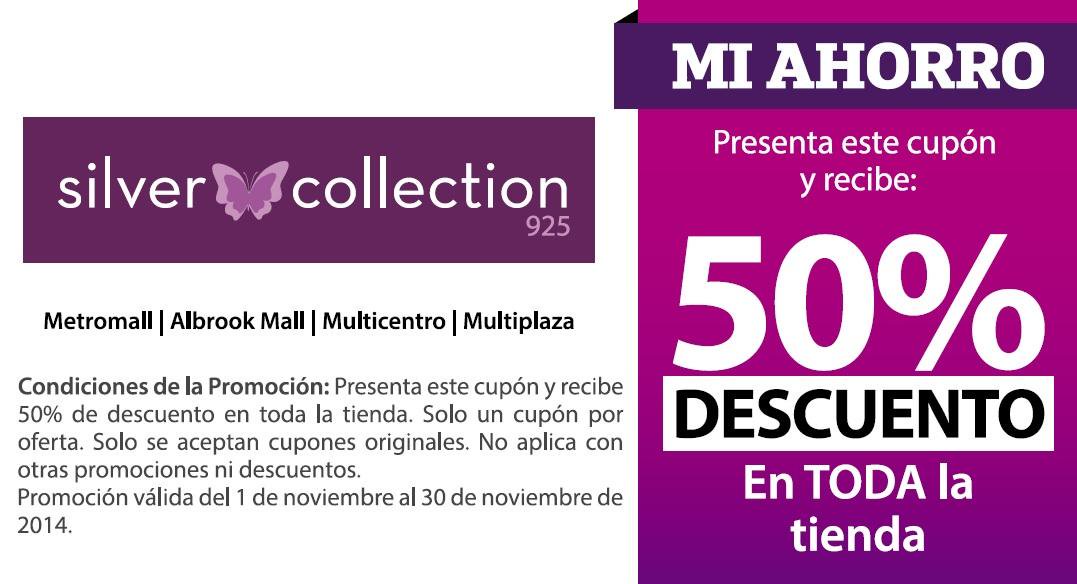 silver collection
925
Metromall | Albrook Mall | Multicentro | Multiplaza
Condiciones de la Promoción: Presenta este cupón y recibe
50% de descuento en toda la tienda. Solo un cupón por
oferta. Solo se aceptan cupones originales. No aplica con
otras promociones ni descuentos.
Promoción válida del 1 de noviembre al 30 de noviembre de
2014.
MI AHORRO
Presenta este cupón
y recibe:
50%
DESCUENTO
En TODA la
tienda